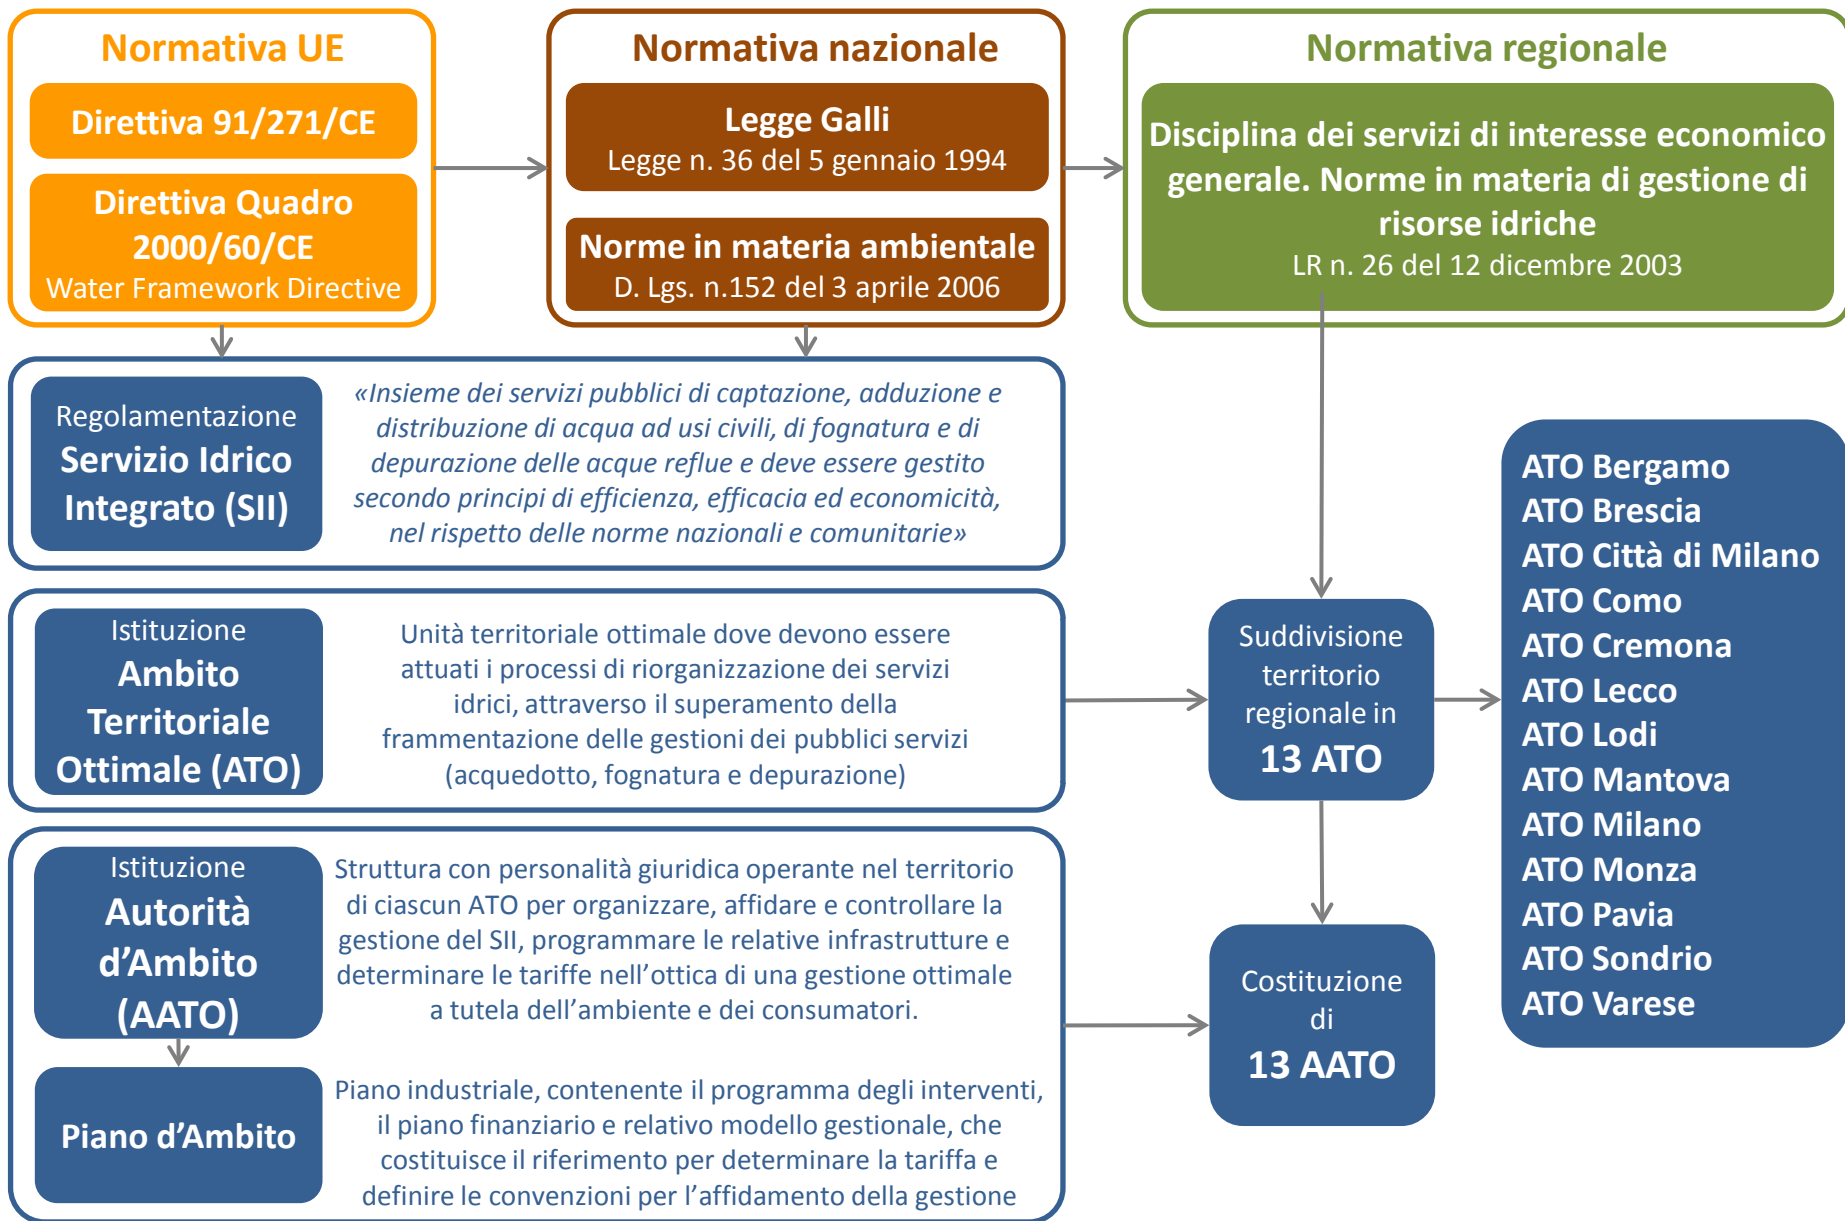 Normativa UE
Direttiva 91/271/CE
Direttiva Quadro
2000/60/CE
Water Framework Directive
Normativa nazionale
Legge Galli
Legge n. 36 del 5 gennaio 1994
Norme in materia ambientale
D. Lgs. n.152 del 3 aprile 2006
Normativa regionale
Disciplina dei servizi di interesse economico
generale. Norme in materia di gestione di
risorse idriche
LR n. 26 del 12 dicembre 2003
Regolamentazione
Servizio Idrico
Integrato (SII)
«Insieme dei servizi pubblici di captazione, adduzione e
distribuzione di acqua ad usi civili, di fognatura e di
depurazione delle acque reflue e deve essere gestito
secondo principi di efficienza, efficacia ed economicità,
nel rispetto delle norme nazionali e comunitarie»
Istituzione
Ambito
Territoriale
Ottimale (ATO)
Unità territoriale ottimale dove devono essere
attuati i processi di riorganizzazione dei servizi
idrici, attraverso il superamento della
frammentazione delle gestioni dei pubblici servizi
(acquedotto, fognatura e depurazione)
Suddivisione
territorio
regionale in
13 ATO
ATO Bergamo
ATO Brescia
ATO Città di Milano
ATO Como
ATO Cremona
ATO Lecco
ATO Lodi
ATO Mantova
ATO Milano
ATO Monza
ATO Pavia
ATO Sondrio
ATO Varese
Istituzione
Autorità
d'Ambito
(AATO)
Struttura con personalità giuridica operante nel territorio
di ciascun ATO per organizzare, affidare e controllare la
gestione del SII, programmare le relative infrastrutture e
determinare le tariffe nell'ottica di una gestione ottimale
a tutela dell'ambiente e dei consumatori.
Costituzione
di
13 AATO
Piano d'Ambito
Piano industriale, contenente il programma degli interventi,
il piano finanziario e relativo modello gestionale, che
costituisce il riferimento per determinare la tariffa e
definire le convenzioni per l'affidamento della gestione